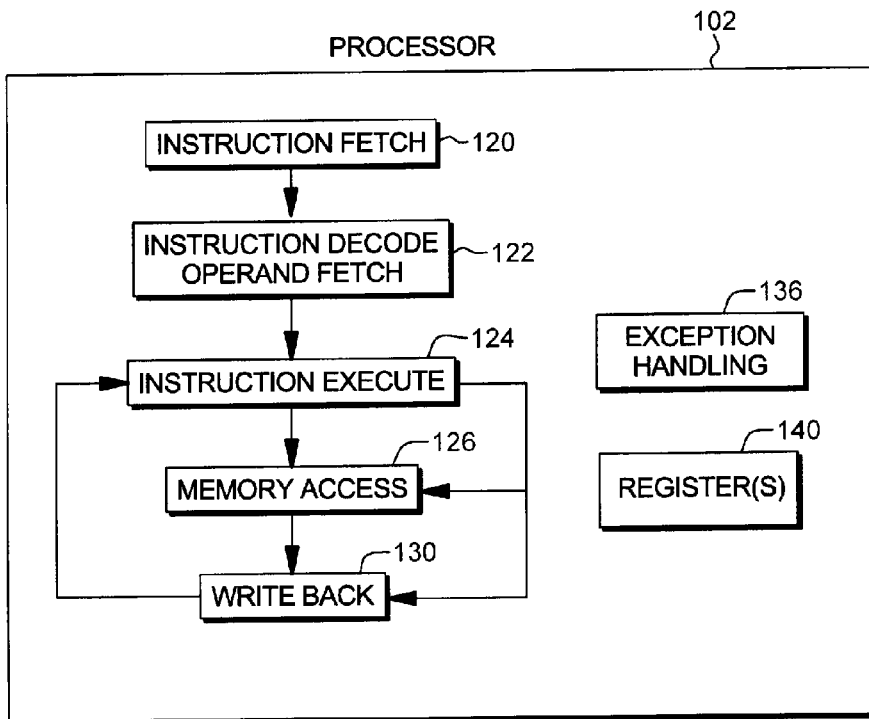 102
PROCESSOR
INSTRUCTION FETCH
120
INSTRUCTION DECODE
OPERAND FETCH
122
124
INSTRUCTION EXECUTE
126
MEMORY ACCESS
130
WRITE BACK
136
EXCEPTION
HANDLING
140
REGISTER(S)